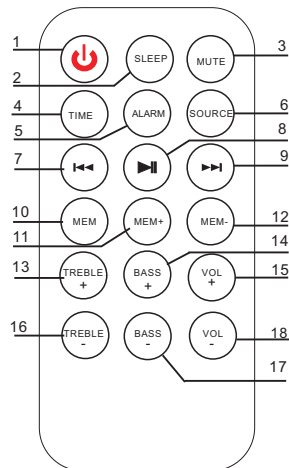 1
2
SLEEP
MUTE
3
4
TIME
5
ALARM
SOURCE
6
7
8
9
10
MEM
11
MEM+
MEM-
12
13
TREBLE
+
BASS
+
14
VOL
+
15
16
TREBLE
-
BASS
-
17
VOL
-
18